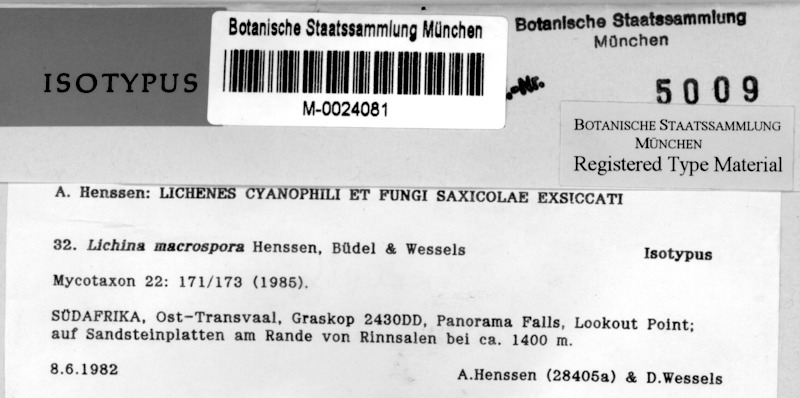 ISOTYPUS
Botanische Staatssammlung München
M-0024081
Botanische Staatssammlung
München
.-Nr.
5009
BOTANISCHE STAATSSAMMLUNG
MÜNCHEN
Registered Type Material
A. Henssen: LICHENES CYANOPHILI ET FUNGI SAXICOLAE EXSICCATI
32. Lichina macrospora Henssen, Büdel & Wessels
Isotypus
Mycotaxon 22: 171/173 (1985).
SÜDAFRIKA, Ost-Transvaal, Graskop 2430DD, Panorama Falls, Lookout Point;
auf Sandsteinplatten am Rande von Rinnsalen bei ca. 1400 m.
8.6.1982
A.Henssen (28405a) & D.Wessels